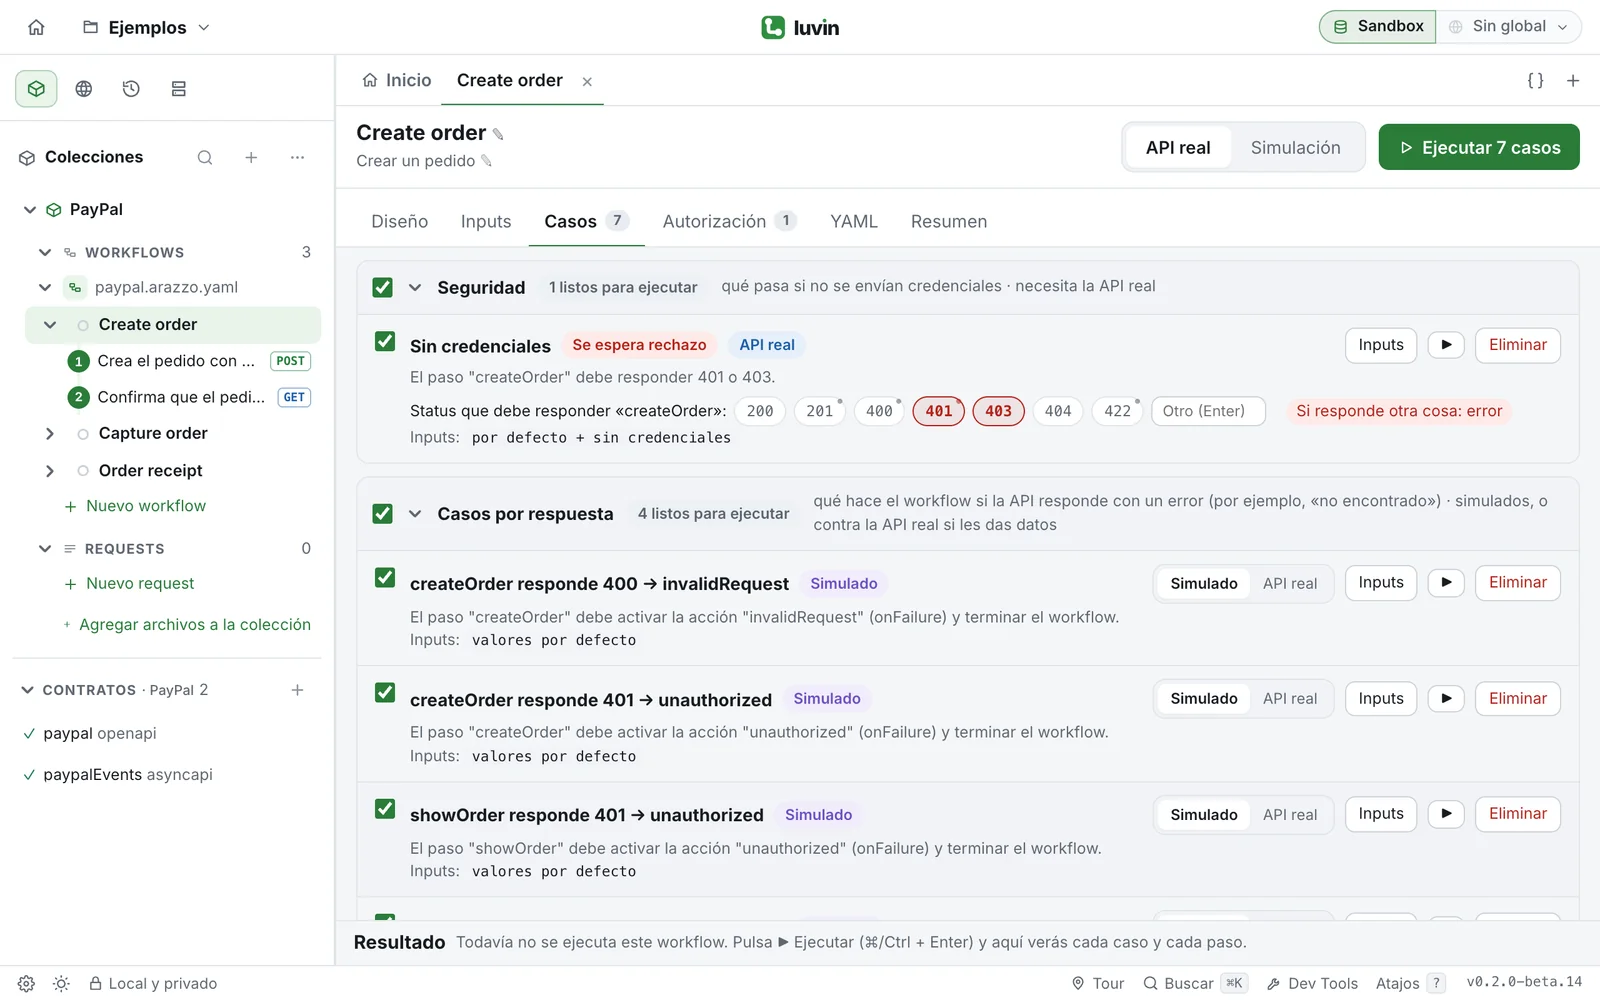 Ejemplos
luvin
Sandbox
Sin global
Inicio
Create order
{ }
Colecciones
PayPal
WORKFLOWS 3
paypal.arazzo.yaml
Create order
1 Crea el pedido con ... POST
2 Confirma que el pedi... GET
Capture order
Order receipt
+ Nuevo workflow
REQUESTS 0
+ Nuevo request
+ Agregar archivos a la colección
CONTRATOS · PayPal 2
paypal openapi
paypalEvents asyncapi
Create order
Crear un pedido
API real
Simulación
Ejecutar 7 casos
Diseño
Inputs
Casos 7
Autorización 1
YAML
Resumen
Seguridad 1 listos para ejecutar qué pasa si no se envían credenciales · necesita la API real
Sin credenciales Se espera rechazo API real Inputs ▶ Eliminar
El paso "createOrder" debe responder 401 o 403.
Status que debe responder «createOrder»: 200 201 400 401 403 404 422 Otro (Enter) Si responde otra cosa: error
Inputs: por defecto + sin credenciales
Casos por respuesta 4 listos para ejecutar
qué hace el workflow si la API responde con un error (por ejemplo, «no encontrado») · simulados, o
contra la API real si les das datos
createOrder responde 400 → invalidRequest Simulado Simulado API real Inputs ▶ Eliminar
El paso "createOrder" debe activar la acción "invalidRequest" (onFailure) y terminar el workflow.
Inputs: valores por defecto
createOrder responde 401 → unauthorized Simulado Simulado API real Inputs ▶ Eliminar
El paso "createOrder" debe activar la acción "unauthorized" (onFailure) y terminar el workflow.
Inputs: valores por defecto
showOrder responde 401 → unauthorized Simulado Simulado API real Inputs ▶ Eliminar
El paso "showOrder" debe activar la acción "unauthorized" (onFailure) y terminar el workflow.
Inputs: valores por defecto
Resultado Todavía no se ejecuta este workflow. Pulsa ▶ Ejecutar (⌘/Ctrl + Enter) y aquí verás cada caso y cada paso.
Local y privado
Tour
Buscar ⌘K
Dev Tools
Atajos ?
v0.2.0-beta.14